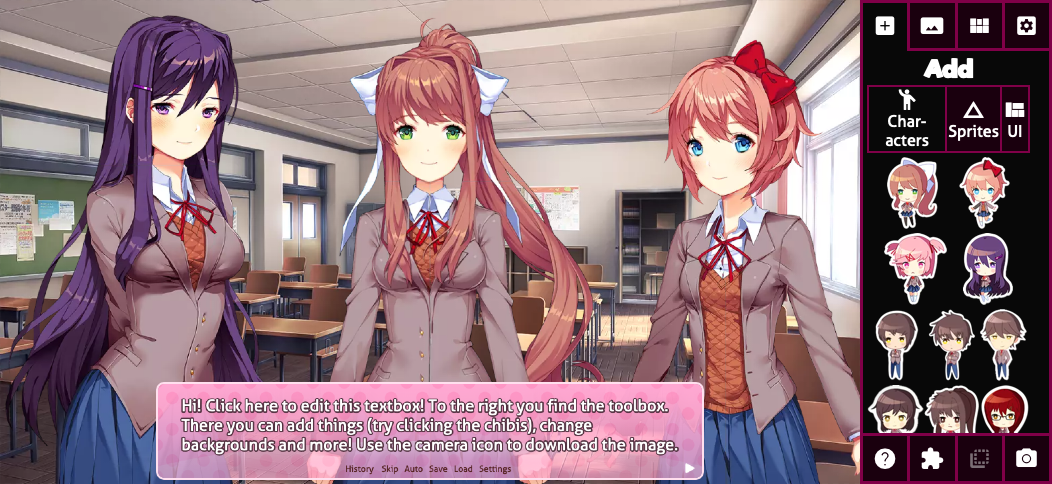 Add
Char-
acters
Sprites
UI
Hi! Click here to edit this textbox! To the right you find the toolbox.
There you can add things (try clicking the chibis), change
backgrounds and more! Use the camera icon to download the image.
History Skip Auto Save Load Settings